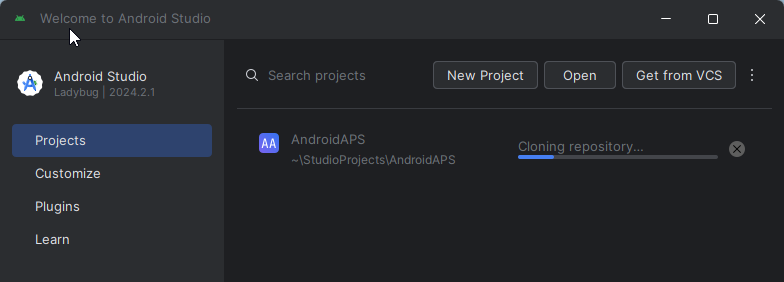 Welcome to Android Studio
Android Studio
Ladybug | 2024.2.1
Projects
Customize
Plugins
Learn
Search projects
New Project
Open
Get from VCS
AA
AndroidAPS
~\StudioProjects\AndroidAPS
Cloning repository...